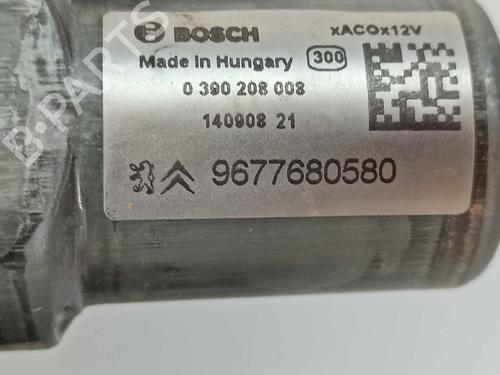 BOSCH xACOx12V
Made in Hungary 300
0 390 208 008
140908 21
9677680580
B-PARTS